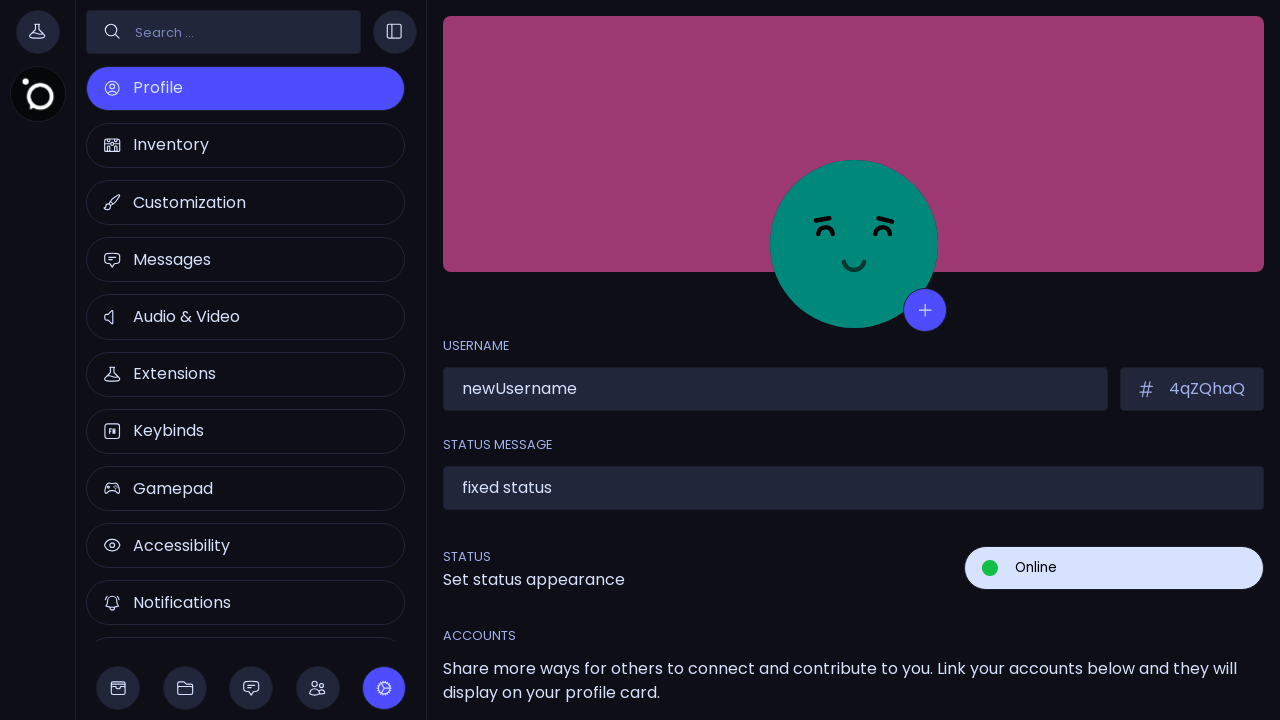 Search ...
Profile
Inventory
Customization
Messages
Audio & Video
Extensions
Keybinds
Gamepad
Accessibility
Notifications
USERNAME
newUsername
# 4qZQhaQ
STATUS MESSAGE
fixed status
STATUS
Set status appearance
Online
ACCOUNTS
Share more ways for others to connect and contribute to you. Link your accounts below and they will
display on your profile card.